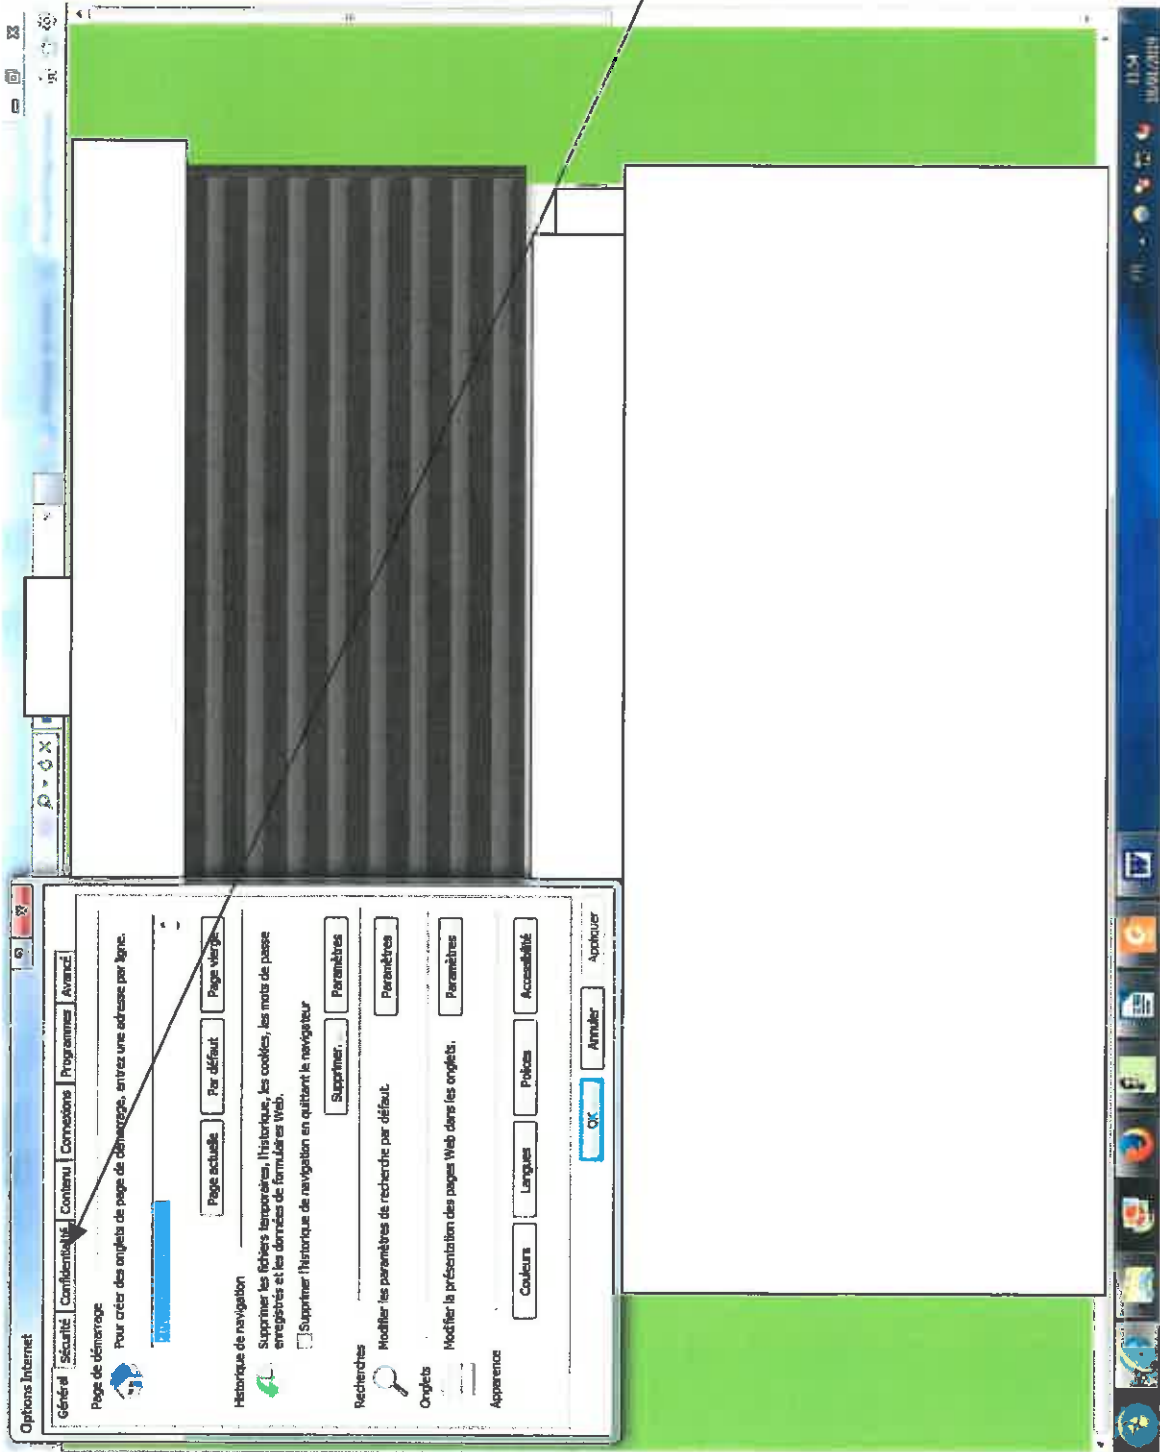 Options Internet
Général Sécurité Confidentialité Contenu Connexions Programmes Avancé
Page de démarrage
Pour créer des onglets de page de démarrage, entrez une adresse par ligne.
Page actuelle Par défaut Page vierge
Historique de navigation
Supprimer les fichiers temporaires, l'historique, les cookies, les mots de passe
enregistrés et les données de formulaires Web.
Supprimer l'historique de navigation en quittant le navigateur
Supprimer... Paramètres
Recherches
Modifier les paramètres de recherche par défaut.
Paramètres
Onglets
Modifier la présentation des pages Web dans les onglets.
Paramètres
Apparence
Couleurs Langues Polices Accessibilité
OK Annuler Appliquer